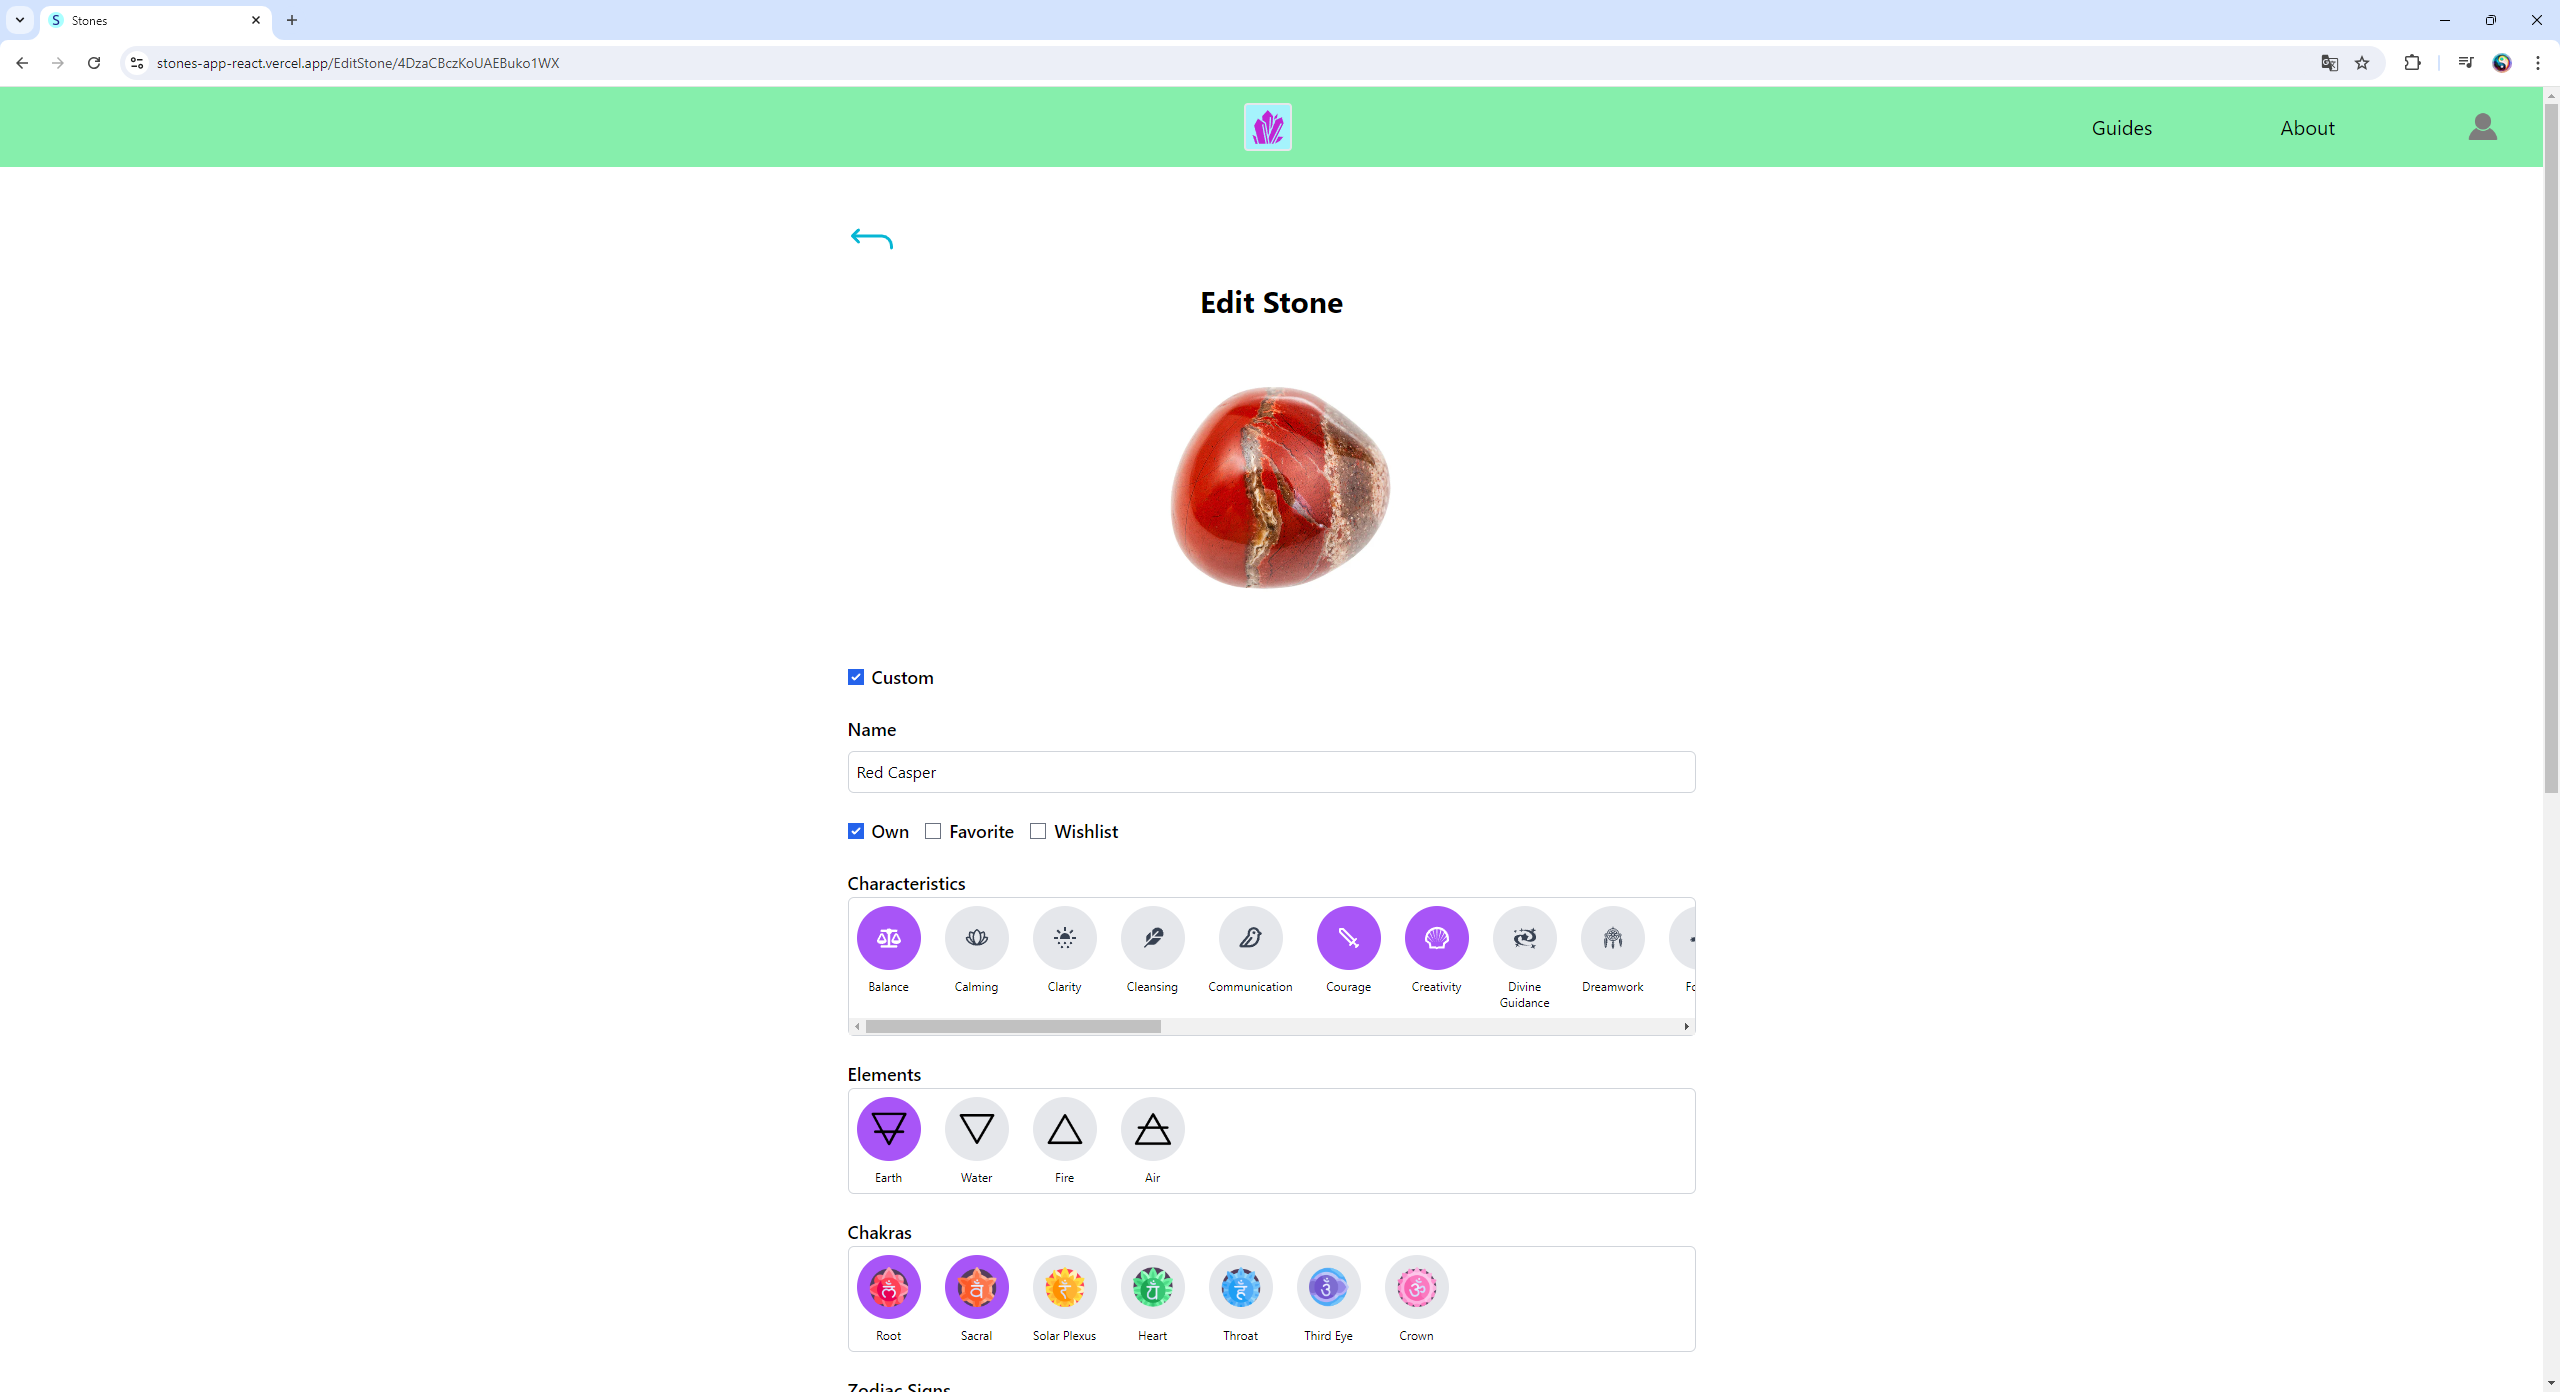 S Stones
stones-app-react.vercel.app/EditStone/4DzaCBczKoUAEBuko1WX
Guides About
Edit Stone
Custom
Name
Red Casper
Own Favorite Wishlist
Characteristics
Balance Calming Clarity Cleansing Communication Courage Creativity Divine Guidance Dreamwork Fo
Elements
Earth Water Fire Air
Chakras
Root Sacral Solar Plexus Heart Throat Third Eye Crown
Zodiac Signs